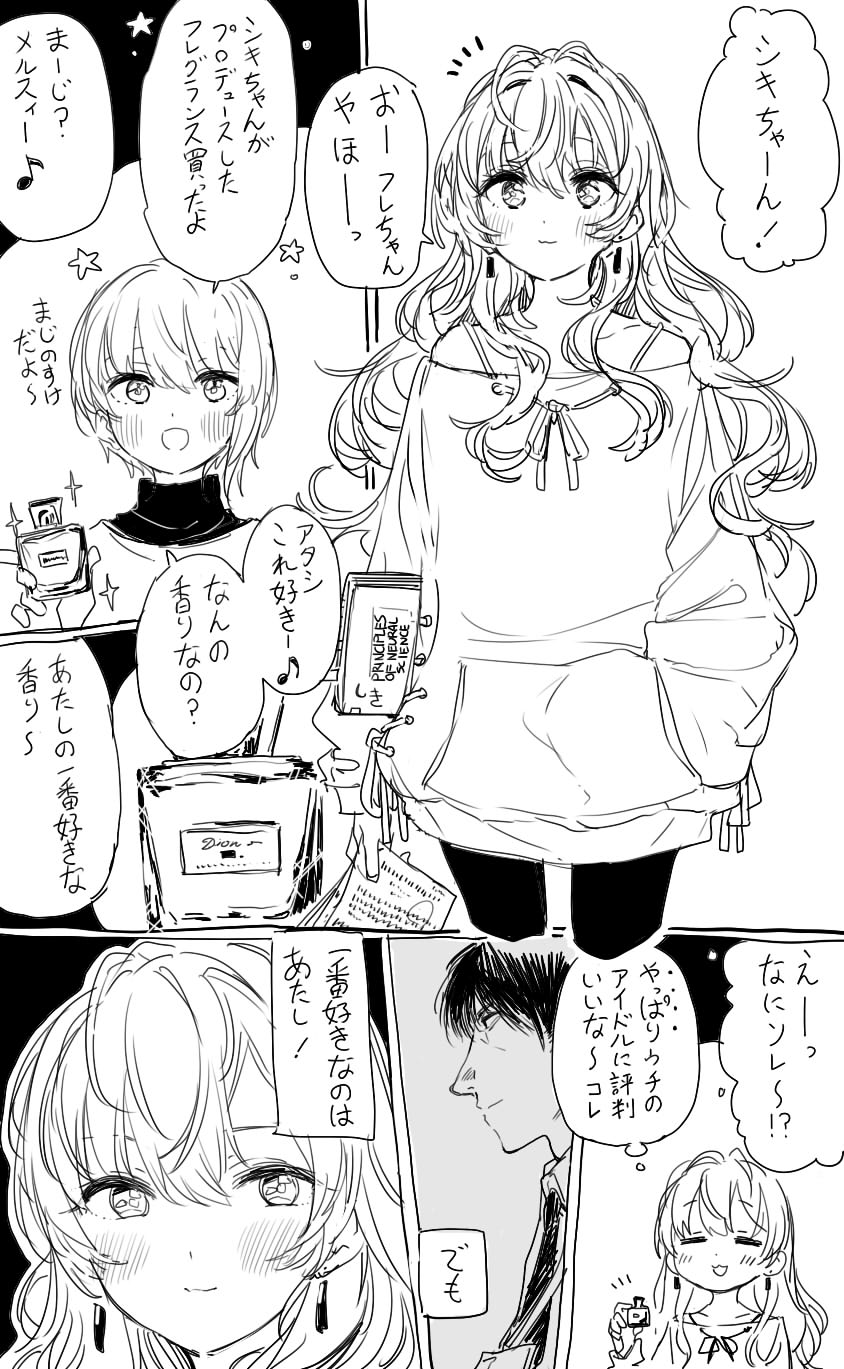 シキちゃーん！
おーフレちゃん
やほーーっ
シキちゃんが
プロデュースした
フレグランス買ったよ
まーじ？
メルスィー♪
まじのすけ
だよ〜
アタシ
これ好きー♪
なんの
香りなの？
PRINCIPLES
OF NEURAL
SCIENCE
しき
Dion
あたしの一番好きな
香り〜
えーーっ
なにソレ〜!?
やっぱりウチの
アイドルに評判
いいな〜コレ
でも
一番好きなのは
あたし！